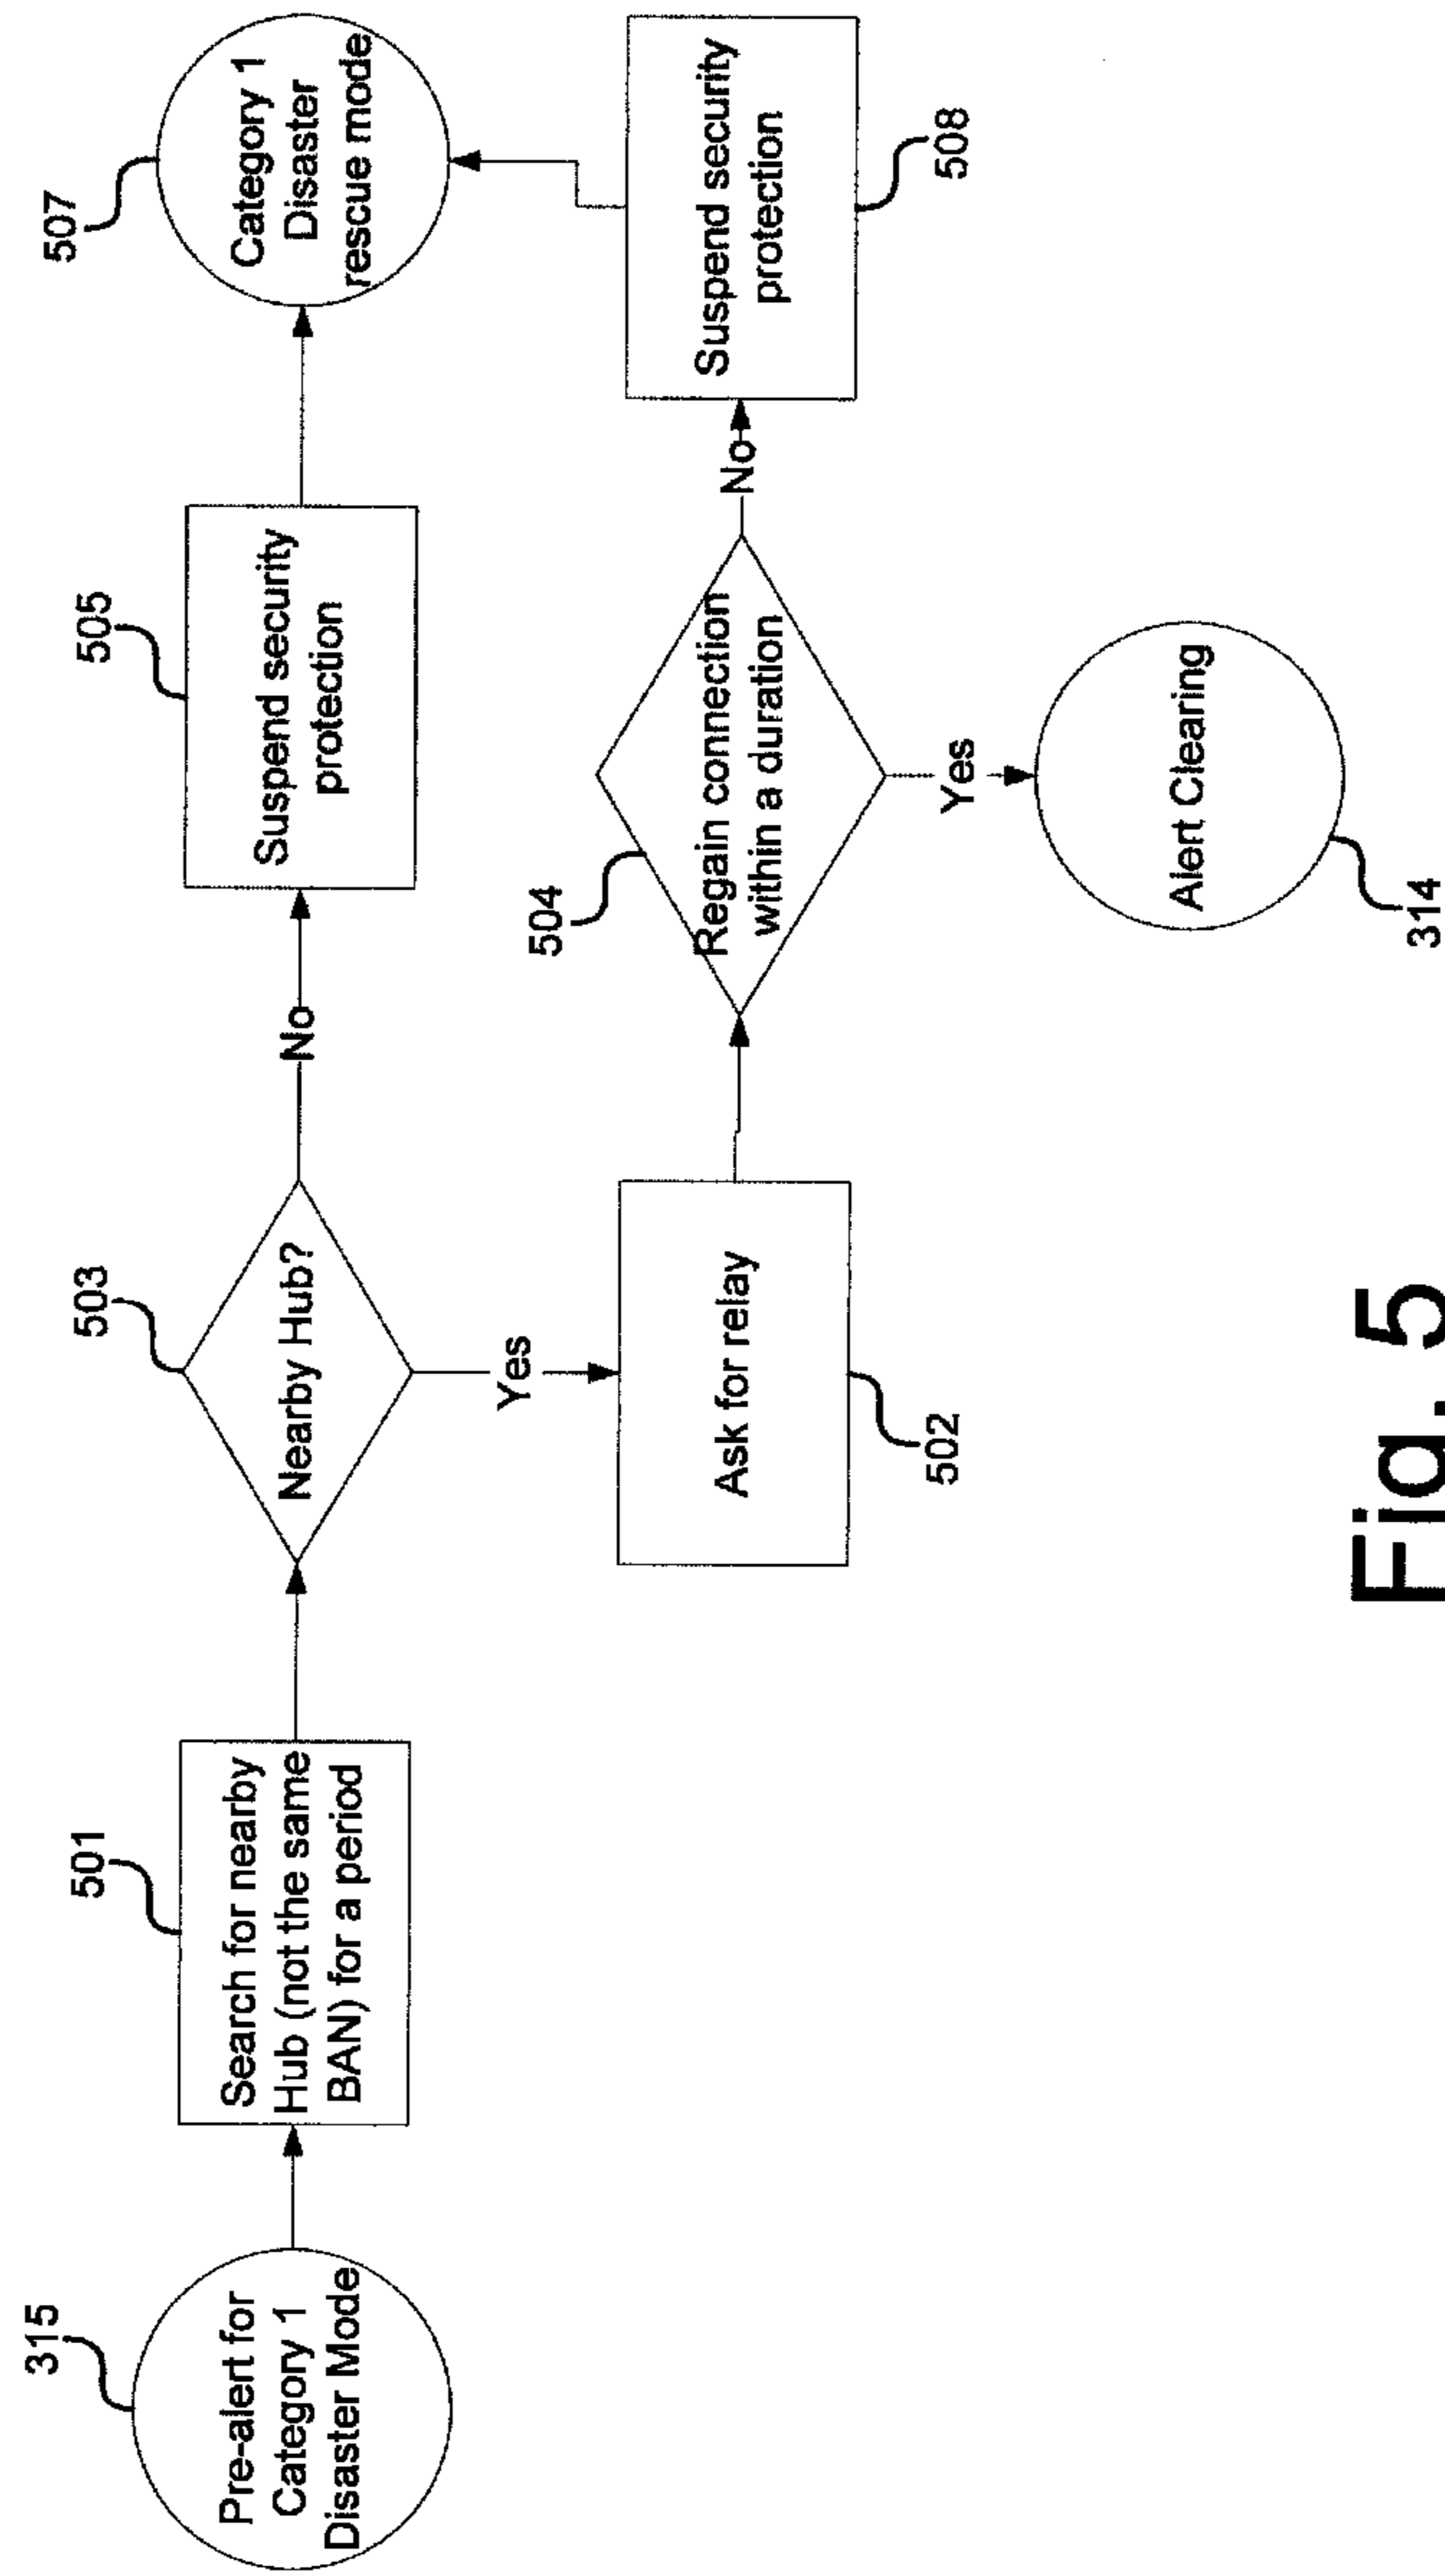 315
Pre-alert for
Category 1
Disaster Mode
501
Search for nearby
Hub (not the same
BAN) for a period
503
Nearby Hub?
No
505
Suspend security
protection
507
Category 1
Disaster
rescue mode
Yes
Ask for relay
502
504
Regain connection
within a duration
No
Suspend security
protection
508
Yes
Alert Clearing
314
Fig. 5